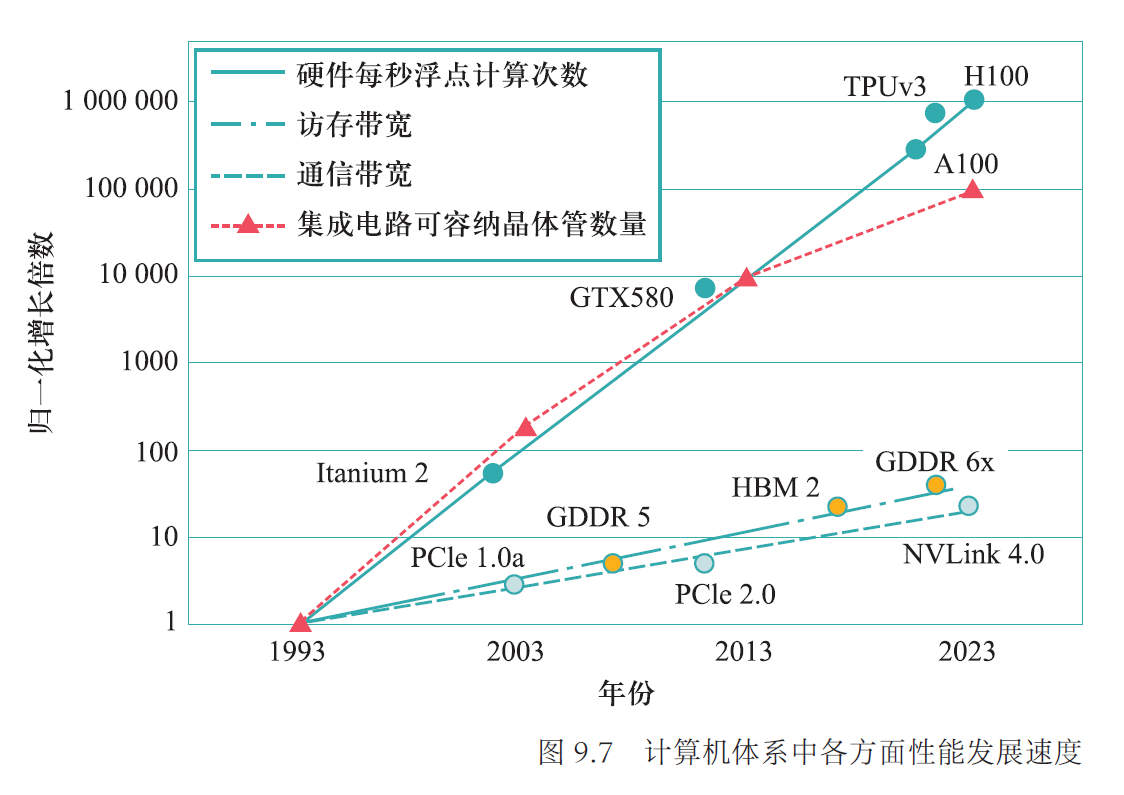 硬件每秒浮点计算次数
访存带宽
通信带宽
集成电路可容纳晶体管数量
归一化增长倍数
1 000 000
100 000
10 000
1000
100
10
1
TPUv3
H100
A100
GTX580
Itanium 2
GDDR 6x
HBM 2
GDDR 5
PCle 1.0a
NVLink 4.0
PCle 2.0
1993
2003
2013
2023
年份
图 9.7 计算机体系中各方面性能发展速度